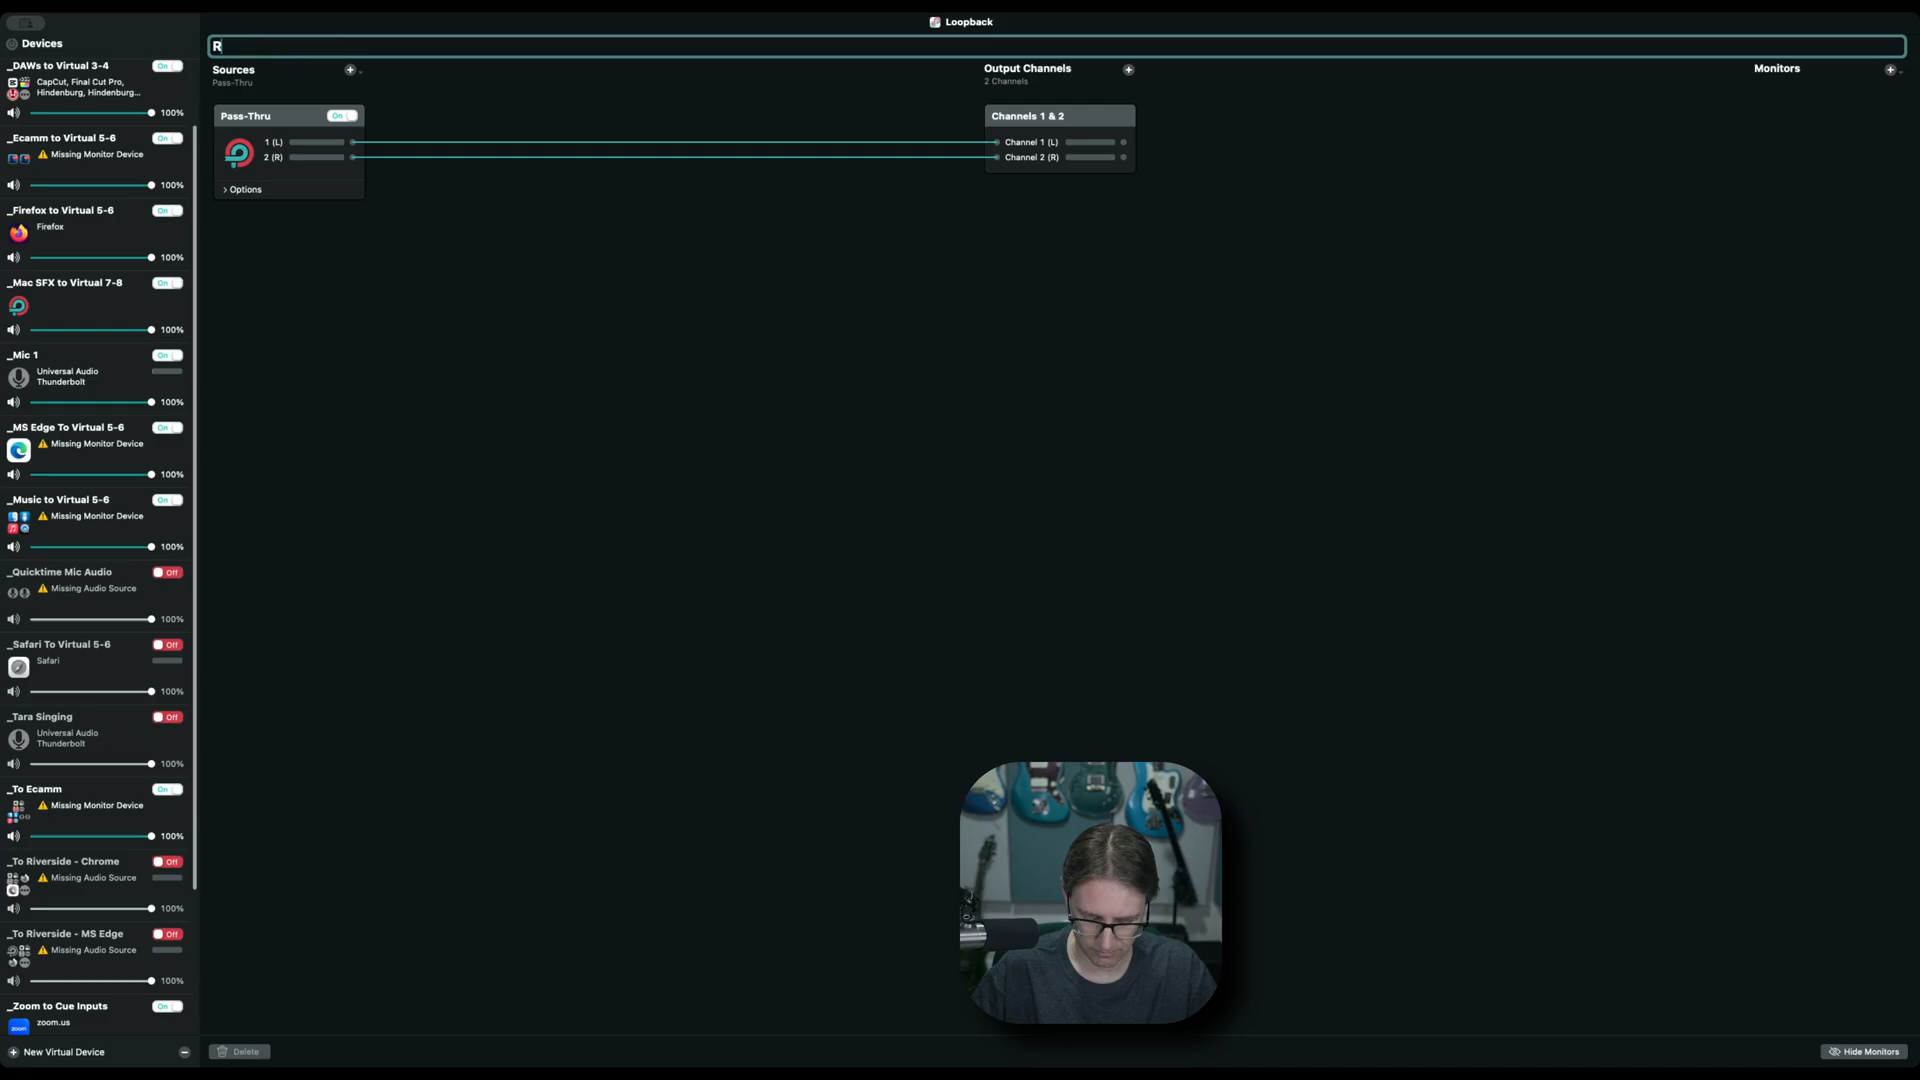 Loopback
Devices
R
_DAWs to Virtual 3-4
On
CapCut, Final Cut Pro,
Hindenburg, Hindenburg...
100%
_Ecamm to Virtual 5-6
On
Missing Monitor Device
100%
_Firefox to Virtual 5-6
On
Firefox
100%
_Mac SFX to Virtual 7-8
On
100%
_Mic 1
On
Universal Audio
Thunderbolt
100%
_MS Edge To Virtual 5-6
On
Missing Monitor Device
100%
_Music to Virtual 5-6
On
Missing Monitor Device
100%
_Quicktime Mic Audio
Off
Missing Audio Source
100%
_Safari To Virtual 5-6
Off
Safari
100%
_Tara Singing
Off
Universal Audio
Thunderbolt
100%
_To Ecamm
On
Missing Monitor Device
100%
_To Riverside - Chrome
Off
Missing Audio Source
100%
_To Riverside - MS Edge
Off
Missing Audio Source
100%
_Zoom to Cue Inputs
On
zoom
zoom.us
New Virtual Device
Sources
Pass-Thru
Pass-Thru
On
1 (L)
2 (R)
Options
Output Channels
2 Channels
Channels 1 & 2
Channel 1 (L)
Channel 2 (R)
Monitors
Delete
Hide Monitors